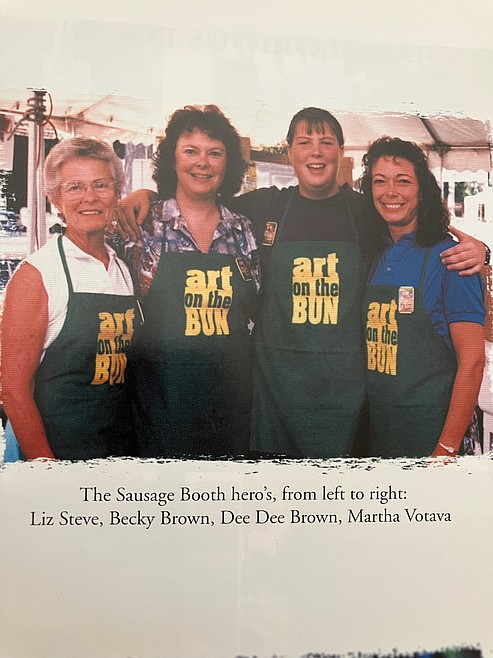 art
on the
BUN
art
on the
BUN
art
on the
BUN
art
on the
BUN
The Sausage Booth hero's, from left to right:
Liz Steve, Becky Brown, Dee Dee Brown, Martha Votava